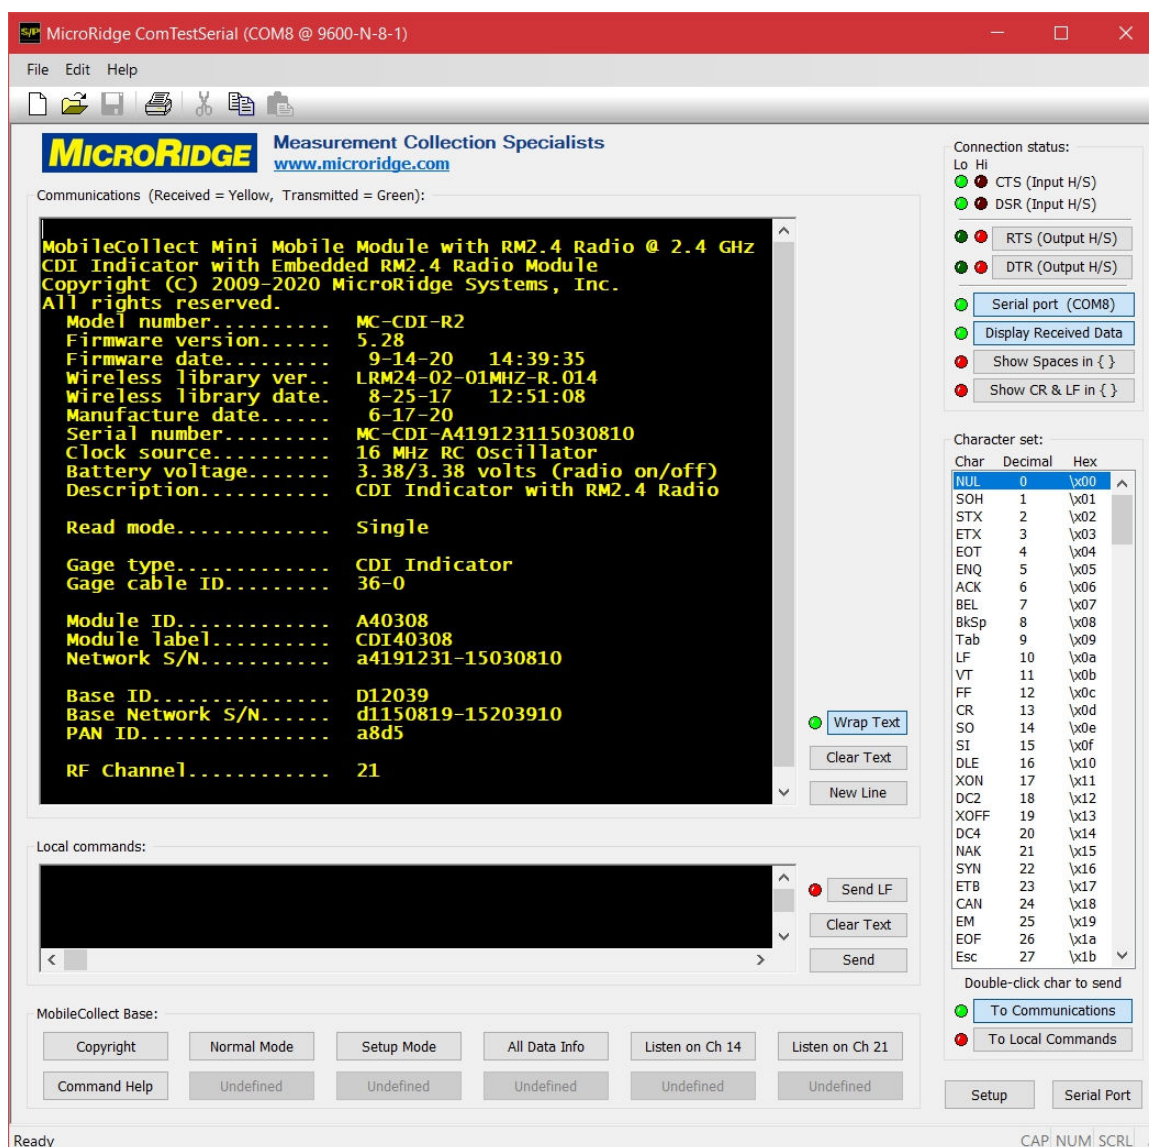 S/P MicroRidge ComTestSerial (COM8 @ 9600-N-8-1)
File Edit Help
MICRORIDGE
Measurement Collection Specialists
www.microridge.com
Communications (Received = Yellow, Transmitted = Green):
MobileCollect Mini Mobile Module with RM2.4 Radio @ 2.4 GHz
CDI Indicator with Embedded RM2.4 Radio Module
Copyright (C) 2009-2020 MicroRidge Systems, Inc.
All rights reserved.
Model number.......... MC-CDI-R2
Firmware version...... 5.28
Firmware date......... 9-14-20 14:39:35
Wireless library ver.. LRM24-02-01MHZ-R.014
Wireless library date. 8-25-17 12:51:08
Manufacture date...... 6-17-20
Serial number......... MC-CDI-A419123115030810
Clock source.......... 16 MHz RC Oscillator
Battery voltage....... 3.38/3.38 volts (radio on/off)
Description........... CDI Indicator with RM2.4 Radio
Read mode............. Single
Gage type............. CDI Indicator
Gage cable ID......... 36-0
Module ID............. A40308
Module label.......... CDI40308
Network S/N........... a4191231-15030810
Base ID............... D12039
Base Network S/N...... d1150819-15203910
PAN ID................ a8d5
RF Channel............ 21
Wrap Text
Clear Text
New Line
Local commands:
Send LF
Clear Text
Send
MobileCollect Base:
Copyright Normal Mode Setup Mode All Data Info Listen on Ch 14 Listen on Ch 21
Command Help Undefined Undefined Undefined Undefined Undefined
Connection status:
Lo Hi
CTS (Input H/S)
DSR (Input H/S)
RTS (Output H/S)
DTR (Output H/S)
Serial port (COM8)
Display Received Data
Show Spaces in { }
Show CR & LF in { }
Character set:
Char Decimal Hex
NUL 0 \x00
SOH 1 \x01
STX 2 \x02
ETX 3 \x03
EOT 4 \x04
ENQ 5 \x05
ACK 6 \x06
BEL 7 \x07
BkSp 8 \x08
Tab 9 \x09
LF 10 \x0a
VT 11 \x0b
FF 12 \x0c
CR 13 \x0d
SO 14 \x0e
SI 15 \x0f
DLE 16 \x10
XON 17 \x11
DC2 18 \x12
XOFF 19 \x13
DC4 20 \x14
NAK 21 \x15
SYN 22 \x16
ETB 23 \x17
CAN 24 \x18
EM 25 \x19
EOF 26 \x1a
Esc 27 \x1b
Double-click char to send
To Communications
To Local Commands
Setup Serial Port
Ready CAP NUM SCRL